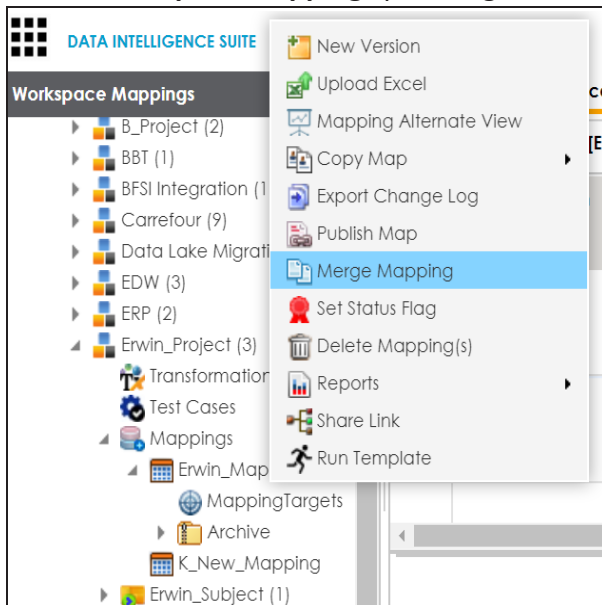 DATA INTELLIGENCE SUITE
Workspace Mappings
B_Project (2)
BBT (1)
BFSI Integration (1
Carrefour (9)
Data Lake Migrati
EDW (3)
ERP (2)
Erwin_Project (3)
Transformation
Test Cases
Mappings
Erwin_Map
MappingTargets
Archive
K_New_Mapping
Erwin_Subject (1)
New Version
Upload Excel
Mapping Alternate View
Copy Map
Export Change Log
Publish Map
Merge Mapping
Set Status Flag
Delete Mapping(s)
Reports
Share Link
Run Template
[E